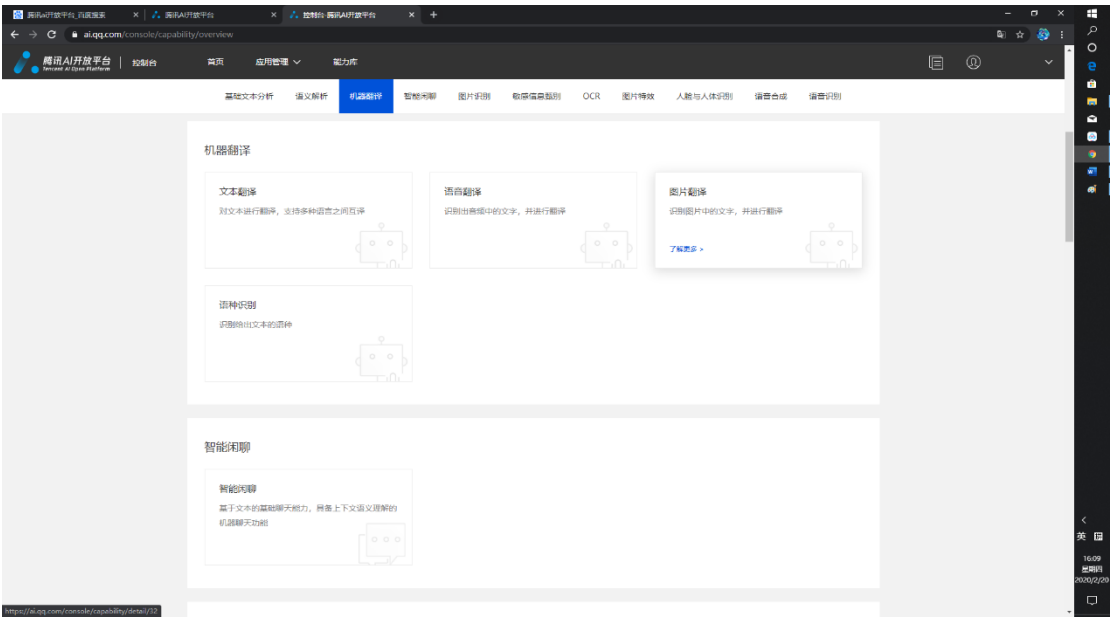 腾讯ai开放平台_百度搜索
腾讯AI开放平台
控制台-腾讯AI开放平台
ai.qq.com/console/capability/overview
腾讯AI开放平台
Tencent AI Open Platform
控制台
首页
应用管理
能力库
基础文本分析
语义解析
机器翻译
智能闲聊
图片识别
敏感信息甄别
OCR
图片特效
人脸与人体识别
语音合成
语音识别
机器翻译
文本翻译
对文本进行翻译，支持多种语言之间互译
语音翻译
识别出音频中的文字，并进行翻译
图片翻译
识别图片中的文字，并进行翻译
了解更多 >
语种识别
识别给出文本的语种
智能闲聊
智能闲聊
基于文本的基础聊天能力，具备上下文语义理解的
机器聊天功能
https://ai.qq.com/console/capability/detail/12
英
16:09
星期四
2020/2/20